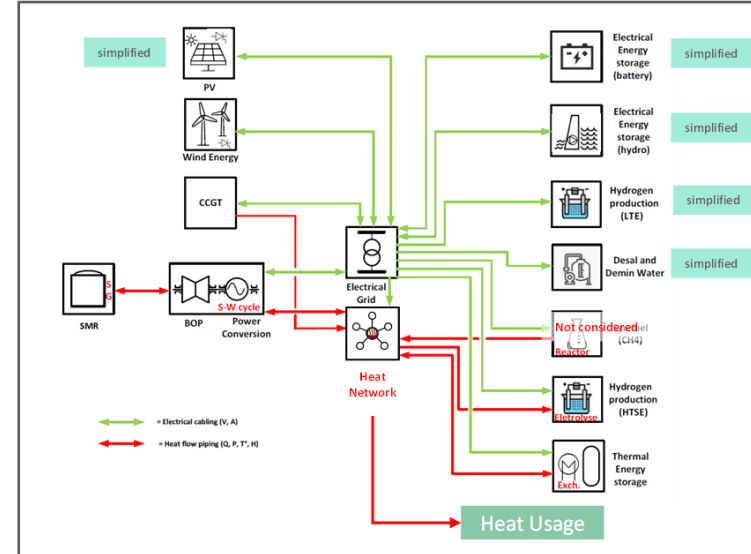 simplified
PV
Wind Energy
CCGT
SMR
S
G
BOP
S-W cycle
Power
Conversion
Electrical
Grid
Heat
Network
Electrical
Energy
storage
(battery)
simplified
Electrical
Energy
storage
(hydro)
simplified
Hydrogen
production
(LTE)
simplified
Desal and
Demin Water
simplified
Not considered
(CH4)
Reactor
Hydrogen
production
(HTSE)
Eletrolyse
Thermal
Energy
storage
Exch.
= Electrical cabling (V, A)
= Heat flow piping (Q, P, T°, H)
Heat Usage